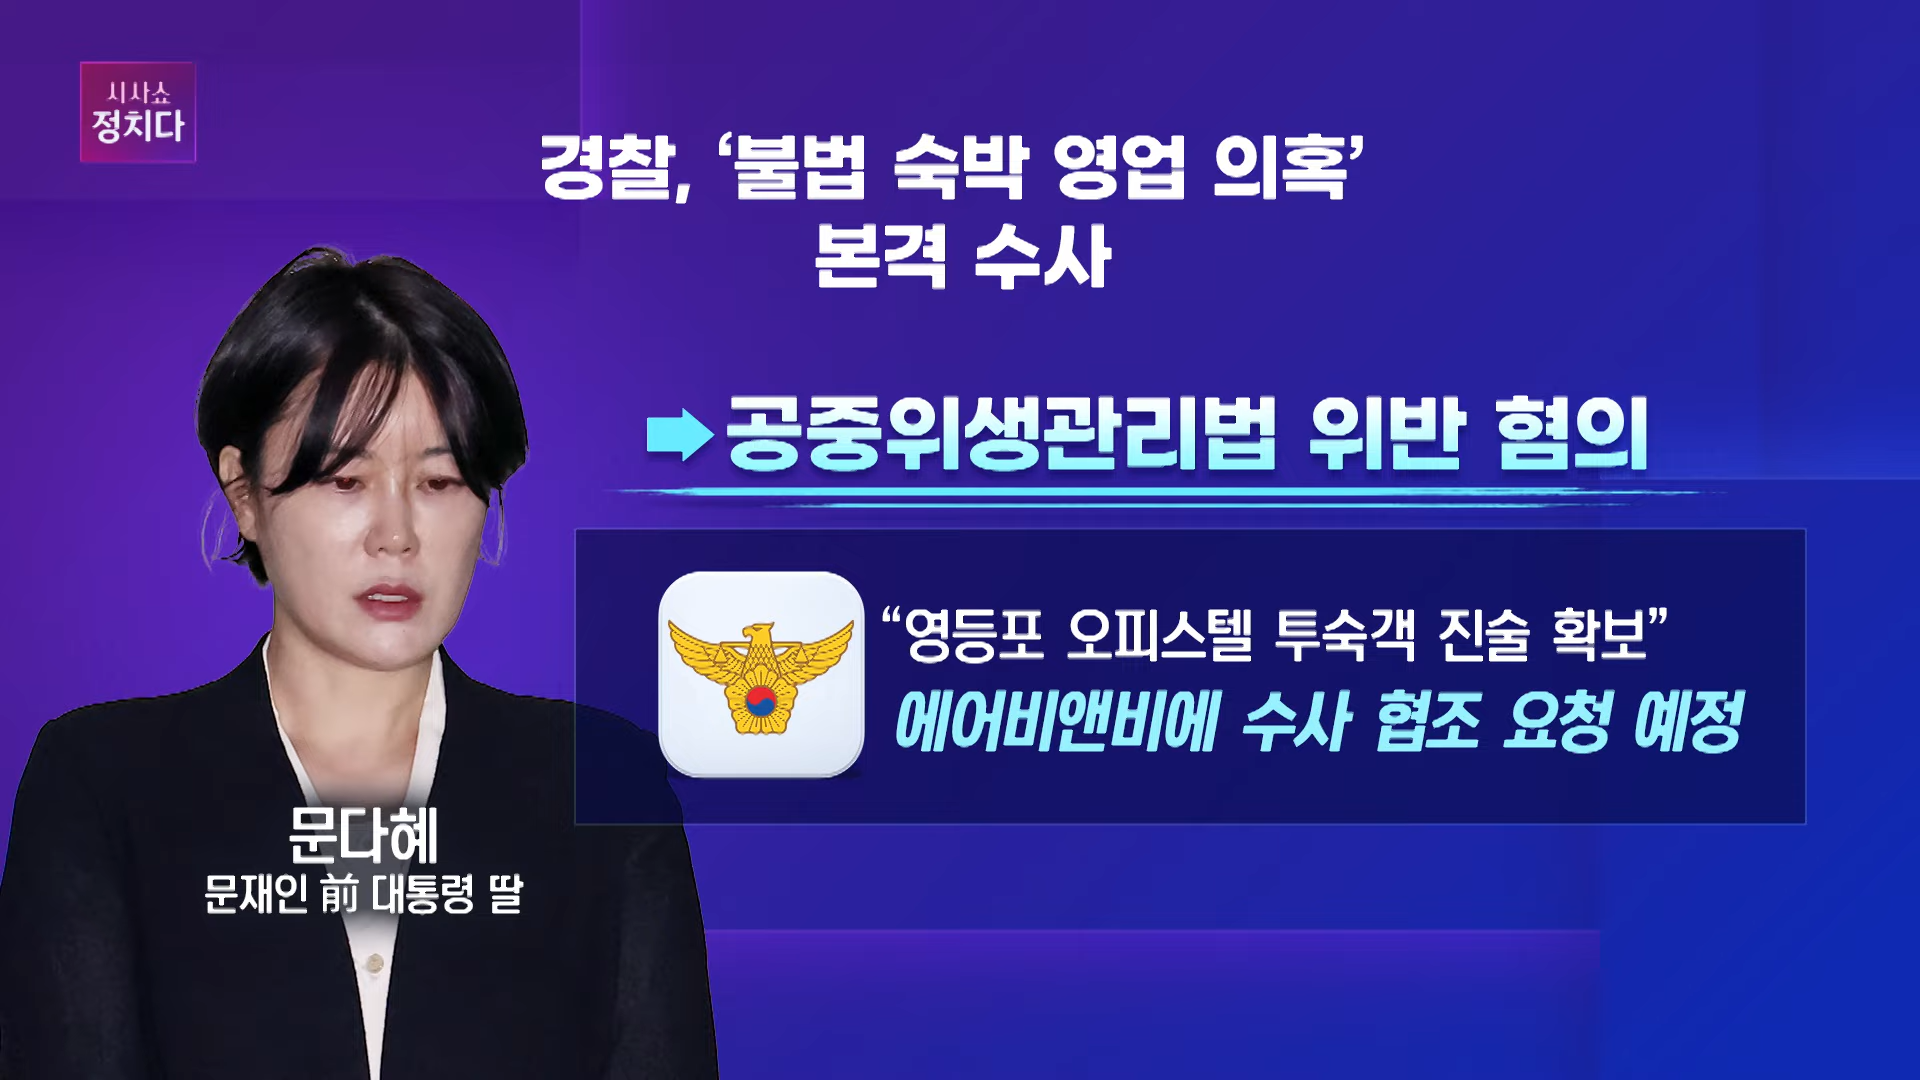 시사쇼
정치다
경찰, ‘불법 숙박 영업 의혹’
본격 수사
공중위생관리법 위반 혐의
“영등포 오피스텔 투숙객 진술 확보”
에어비앤비에 수사 협조 요청 예정
문다혜
문재인 前 대통령 딸